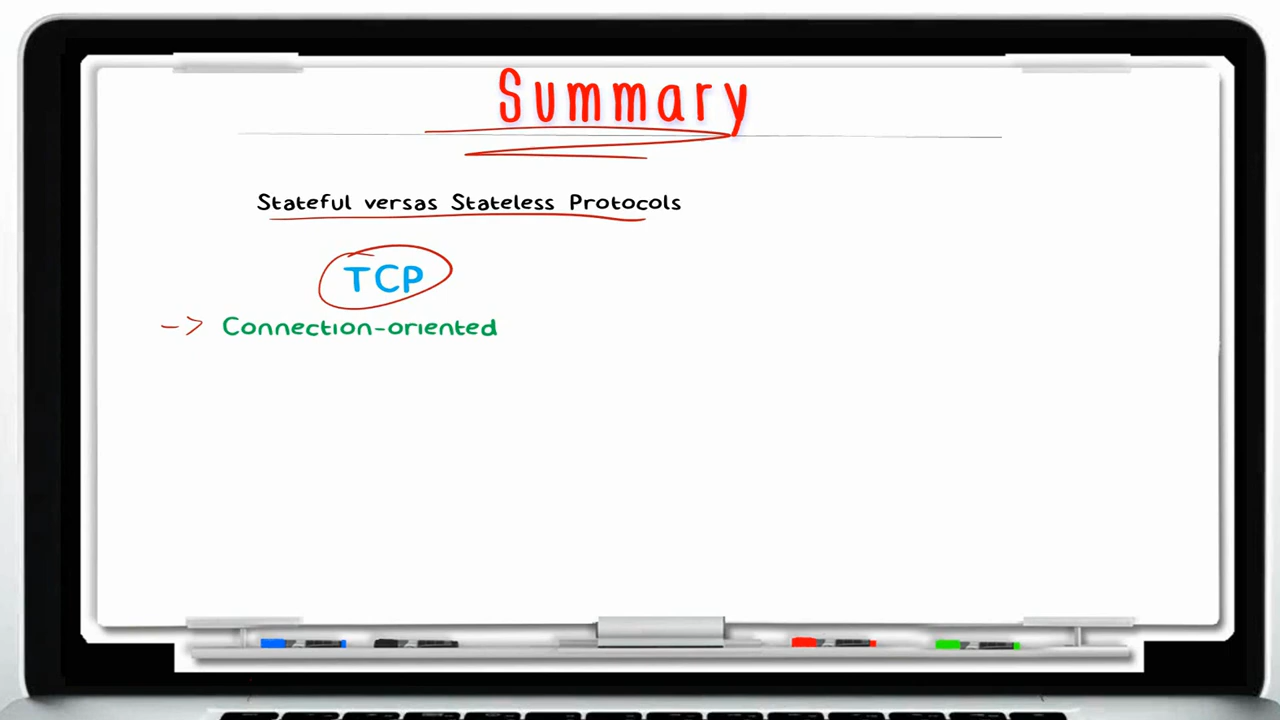 Summary
Stateful versas Stateless Protocols
TCP
-> Connection-oriented